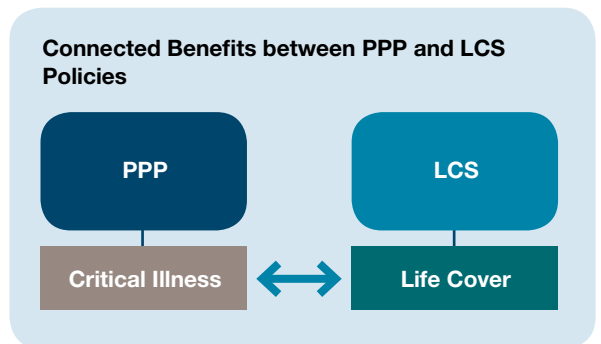 Connected Benefits between PPP and LCS
Policies
PPP
LCS
Critical Illness
Life Cover